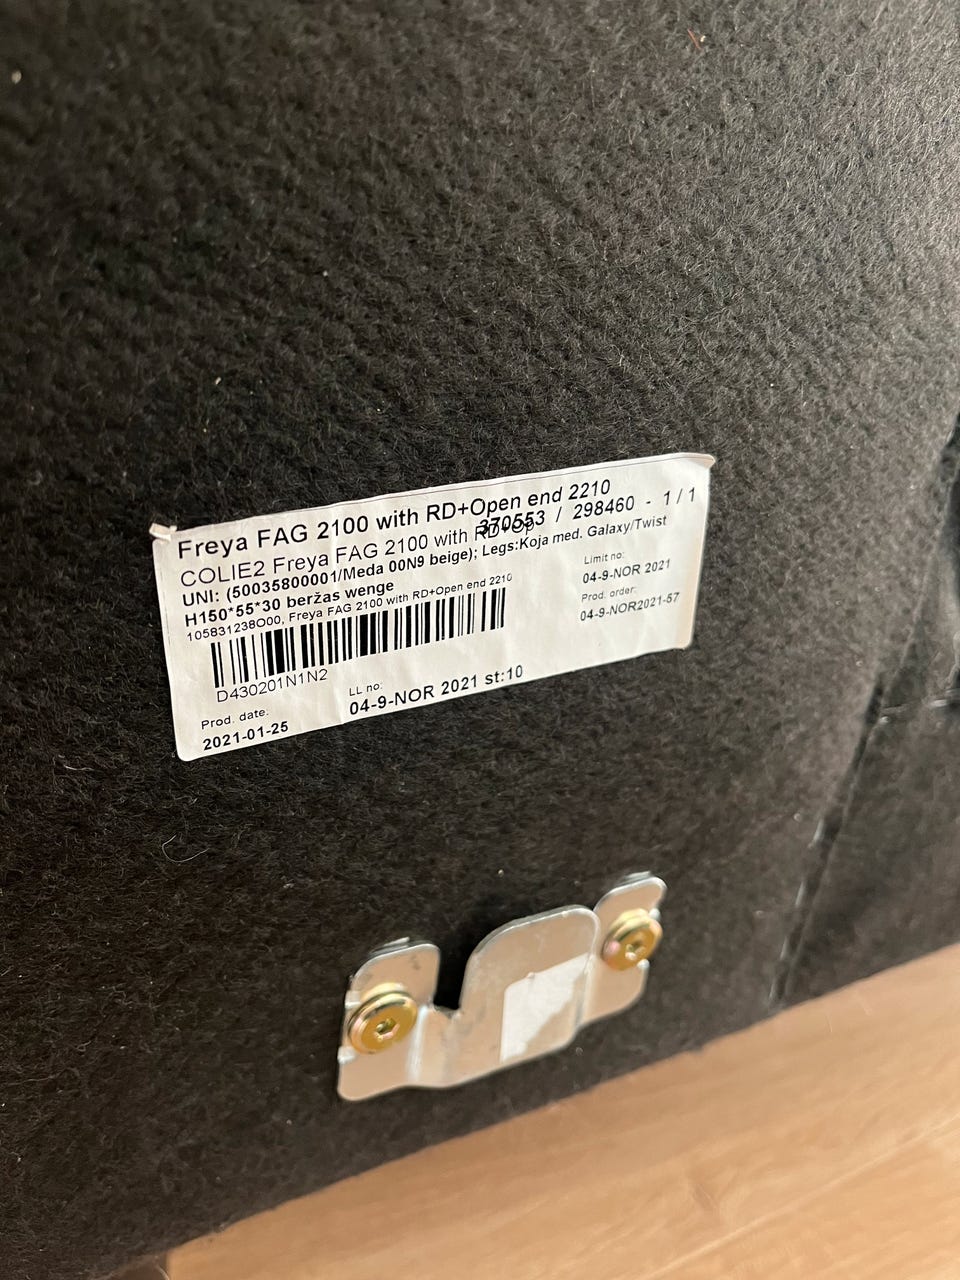 Freya FAG 2100 with RD+Open end 2210
COLIE2 Freya FAG 2100 with RD+Op
370553 / 298460 - 1 / 1
UNI: (50035800001/Meda 00N9 beige); Legs:Koja med. Galaxy/Twist
H150*55*30 beržas wenge
105831238O00, Freya FAG 2100 with RD+Open end 2210
D430201N1N2
Prod. date:
2021-01-25
LL no:
04-9-NOR 2021 st:10
Limit no:
04-9-NOR 2021
Prod. order:
04-9-NOR2021-57